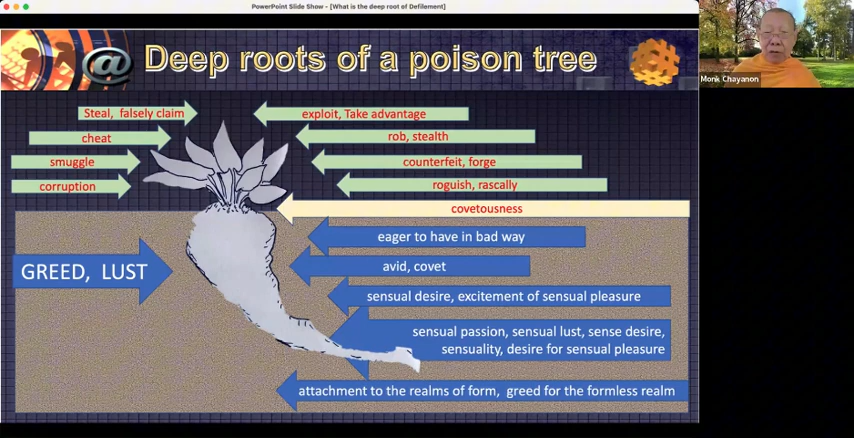 PowerPoint Slide Show - [What is the deep root of Defilement]
@ Deep roots of a poison tree
Monk Chayanon
Steal, falsely claim
exploit, Take advantage
cheat
rob, stealth
smuggle
counterfeit, forge
corruption
roguish, rascally
covetousness
eager to have in bad way
GREED, LUST
avid, covet
sensual desire, excitement of sensual pleasure
sensual passion, sensual lust, sense desire,
sensuality, desire for sensual pleasure
attachment to the realms of form, greed for the formless realm